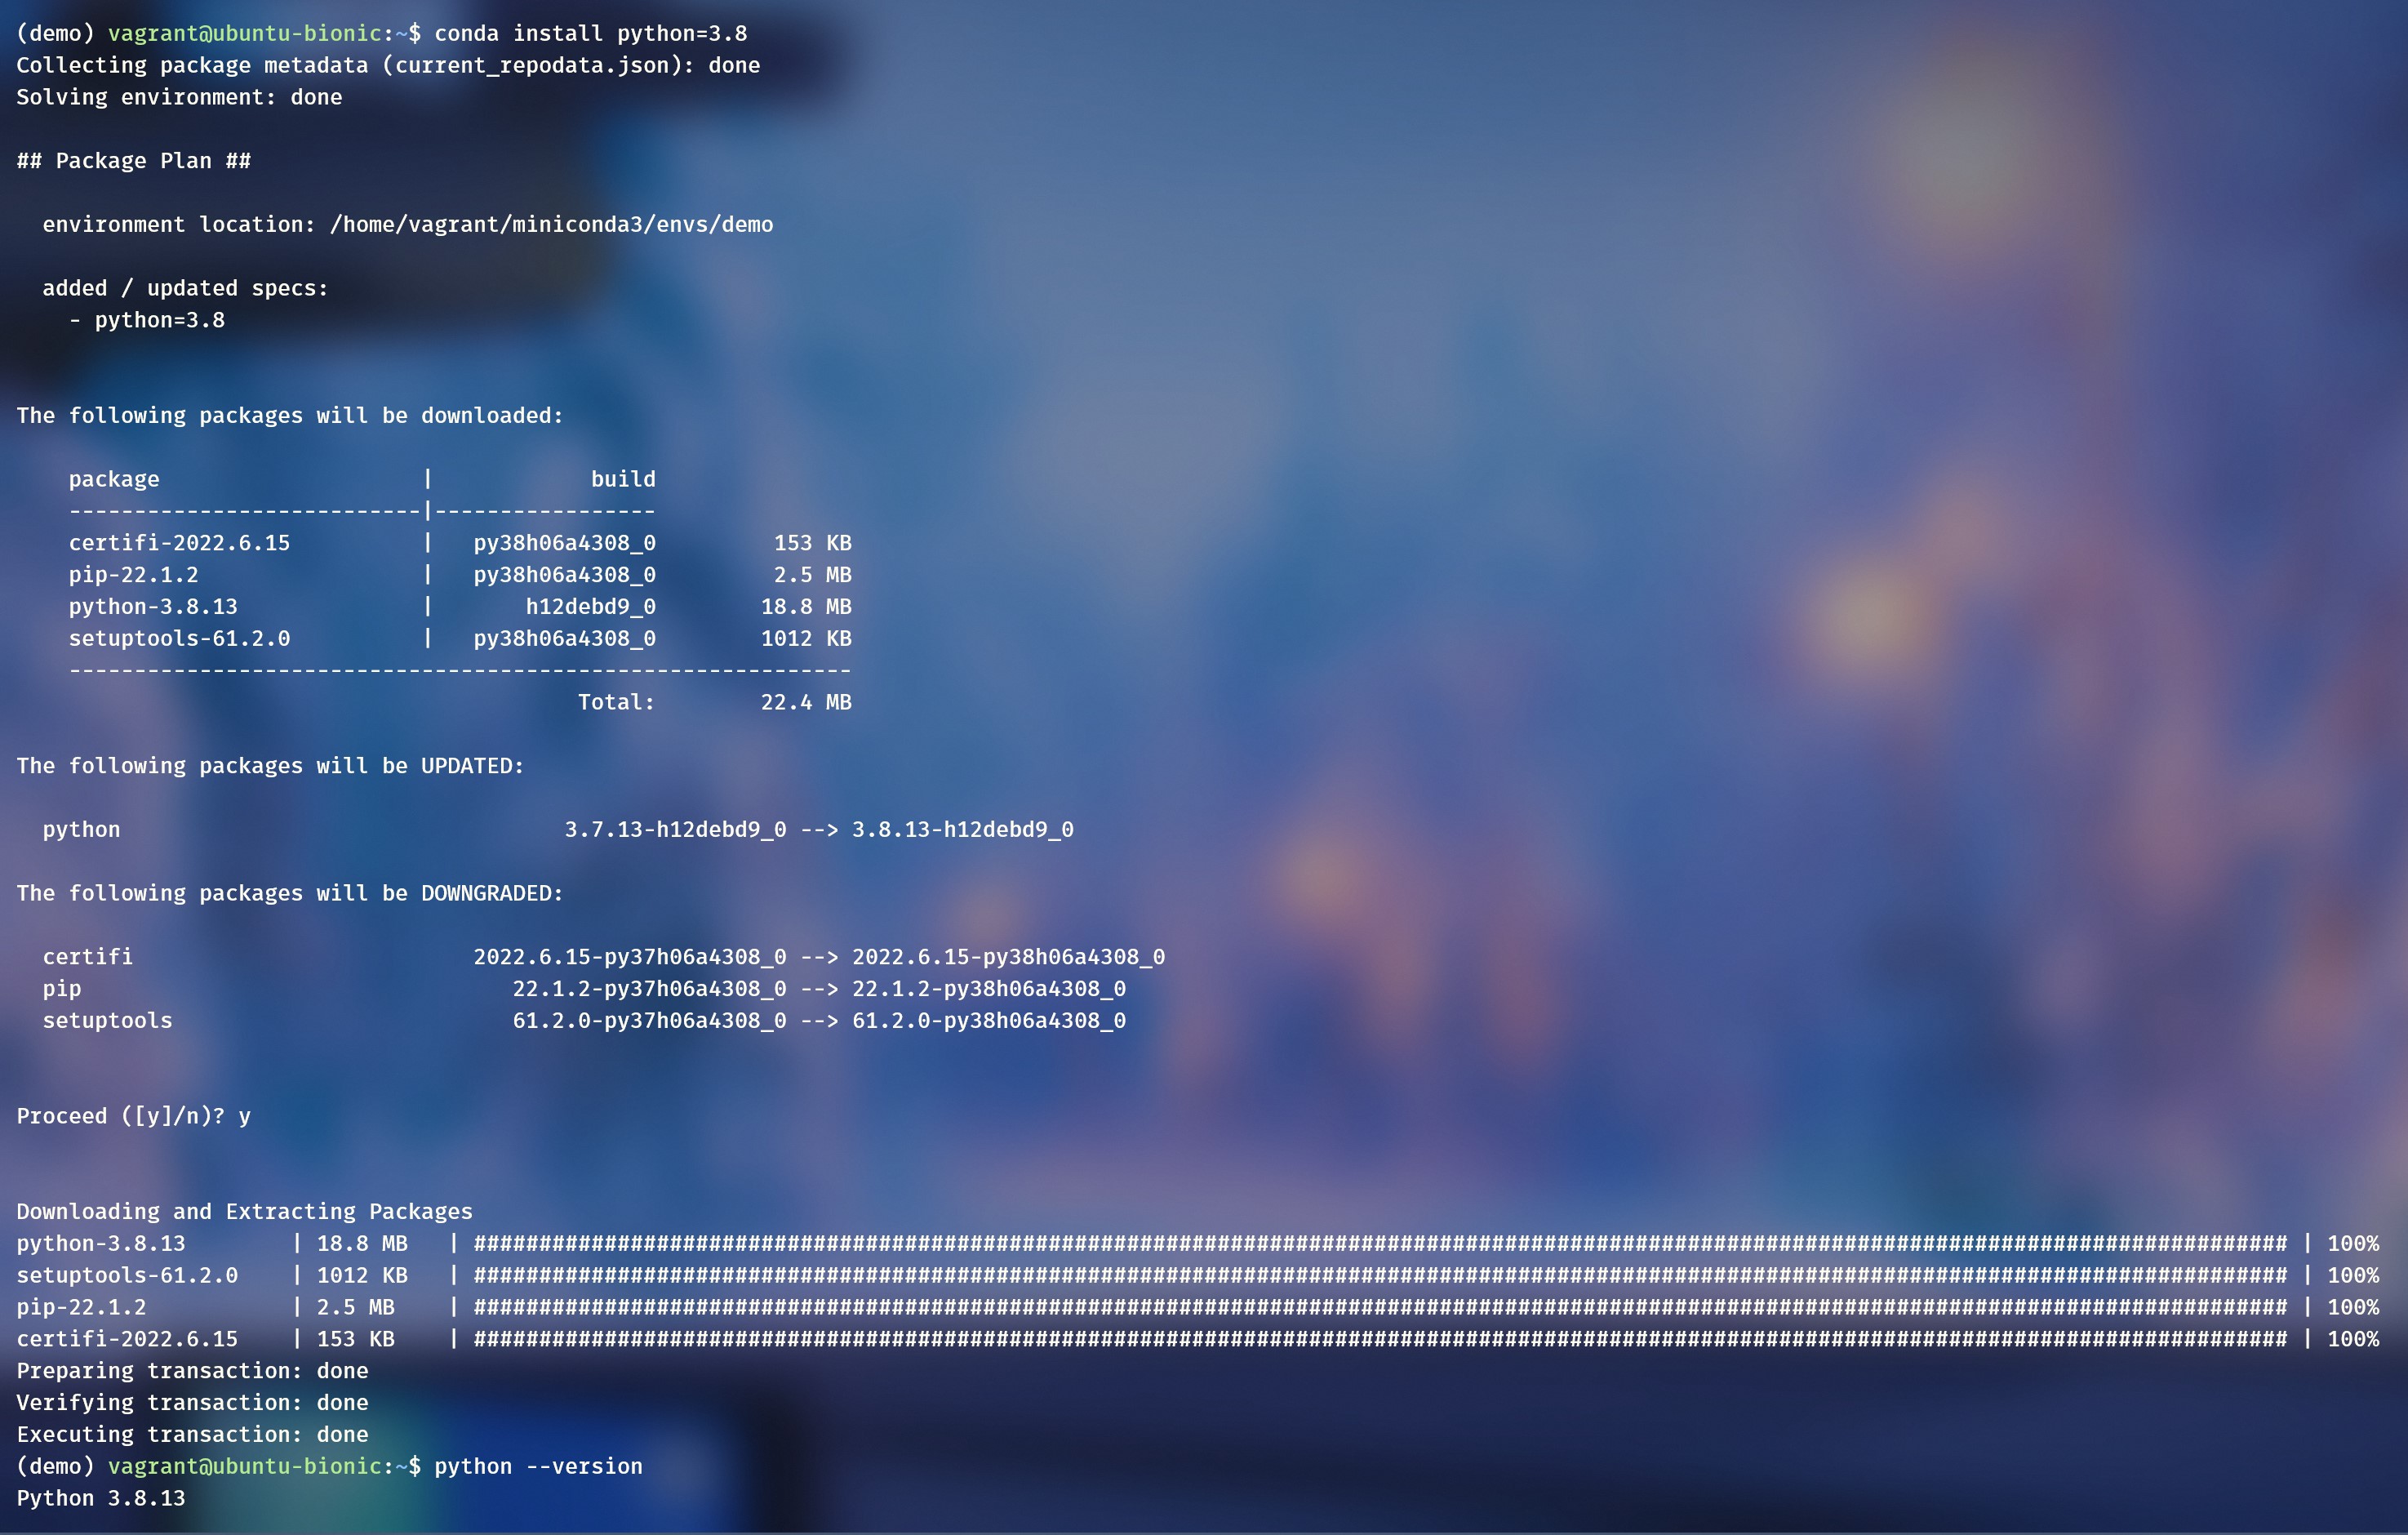 (demo) vagrant@ubuntu-bionic:~$ conda install python=3.8
Collecting package metadata (current_repodata.json): done
Solving environment: done

## Package Plan ##

  environment location: /home/vagrant/miniconda3/envs/demo

  added / updated specs:
    - python=3.8


The following packages will be downloaded:

    package                    |            build
    ---------------------------|-----------------
    certifi-2022.6.15          |   py38h06a4308_0         153 KB
    pip-22.1.2                 |   py38h06a4308_0         2.5 MB
    python-3.8.13              |       h12debd9_0        18.8 MB
    setuptools-61.2.0          |   py38h06a4308_0        1012 KB
    ------------------------------------------------------------
                                           Total:        22.4 MB

The following packages will be UPDATED:

  python                                  3.7.13-h12debd9_0 --> 3.8.13-h12debd9_0

The following packages will be DOWNGRADED:

  certifi                          2022.6.15-py37h06a4308_0 --> 2022.6.15-py38h06a4308_0
  pip                                 22.1.2-py37h06a4308_0 --> 22.1.2-py38h06a4308_0
  setuptools                          61.2.0-py37h06a4308_0 --> 61.2.0-py38h06a4308_0


Proceed ([y]/n)? y


Downloading and Extracting Packages
python-3.8.13        | 18.8 MB   | ########################################################################################################################################### | 100%
setuptools-61.2.0    | 1012 KB   | ########################################################################################################################################### | 100%
pip-22.1.2           | 2.5 MB    | ########################################################################################################################################### | 100%
certifi-2022.6.15    | 153 KB    | ########################################################################################################################################### | 100%
Preparing transaction: done
Verifying transaction: done
Executing transaction: done
(demo) vagrant@ubuntu-bionic:~$ python --version
Python 3.8.13